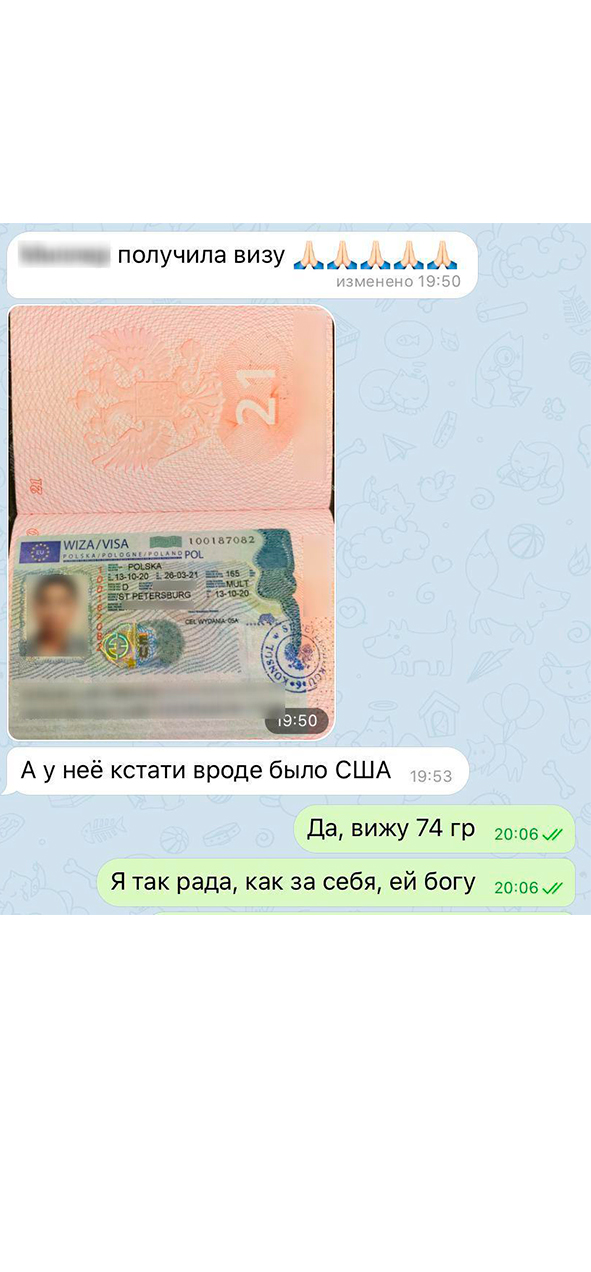 получила визу 🙏🏻🙏🏻🙏🏻🙏🏻🙏🏻
изменено 19:50
21
21
WIZA/VISA
100187082
POLSKA/POLOGNE/POLAND POL
POLSKA
13-10-20 26-03-21 165
D MULT
ST PETERSBURG 13-10-20
CEL WYDANIA:05A
EU
19:50
А у неё кстати вроде было США 19:53
Да, вижу 74 гр 20:06
Я так рада, как за себя, ей богу 20:06